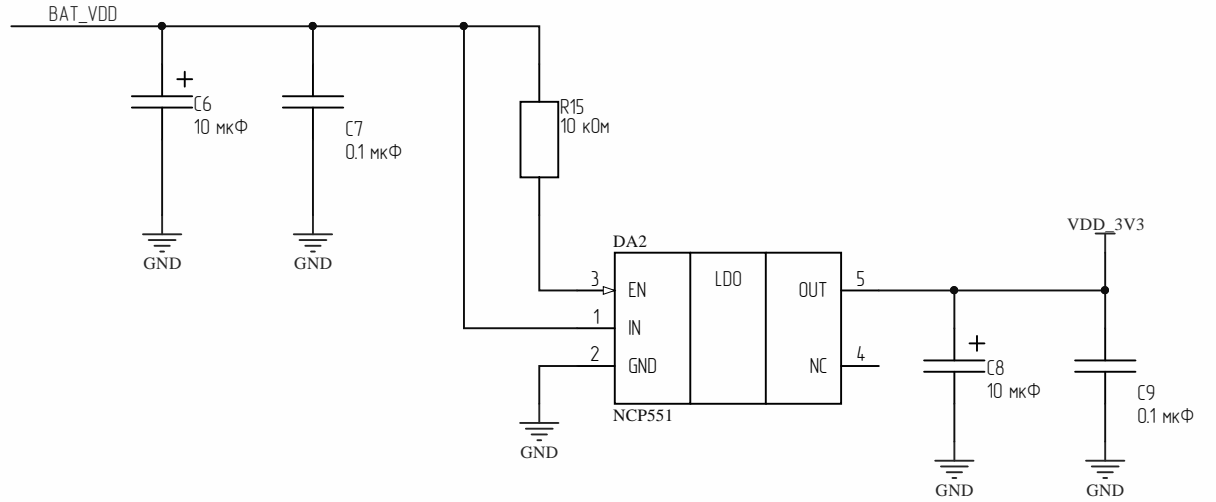 BAT_VDD
+
C6
10 мкФ
GND
C7
0.1 мкФ
GND
R15
10 кОм
DA2
3
EN
1
IN
2
GND
LDO
OUT
5
NC
4
NCP551
GND
VDD_3V3
+
C8
10 мкФ
GND
C9
0.1 мкФ
GND